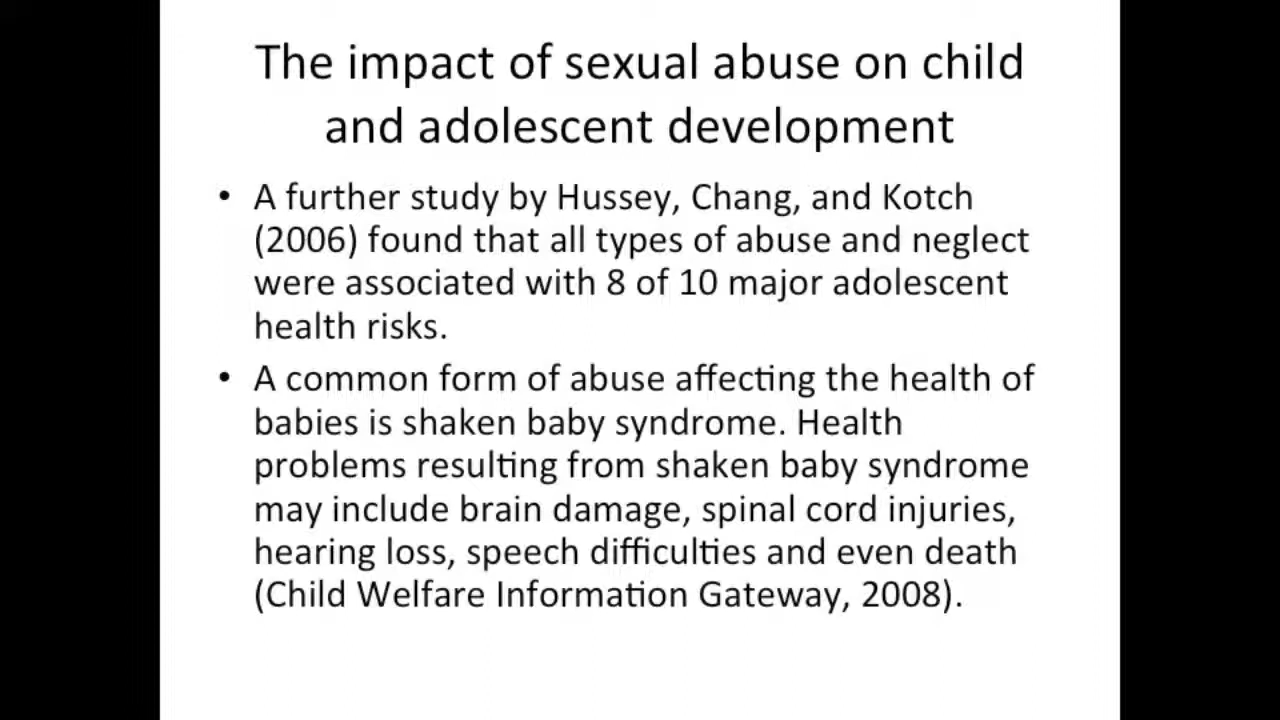 The impact of sexual abuse on child
and adolescent development
• A further study by Hussey, Chang, and Kotch
(2006) found that all types of abuse and neglect
were associated with 8 of 10 major adolescent
health risks.
• A common form of abuse affecting the health of
babies is shaken baby syndrome. Health
problems resulting from shaken baby syndrome
may include brain damage, spinal cord injuries,
hearing loss, speech difficulties and even death
(Child Welfare Information Gateway, 2008).